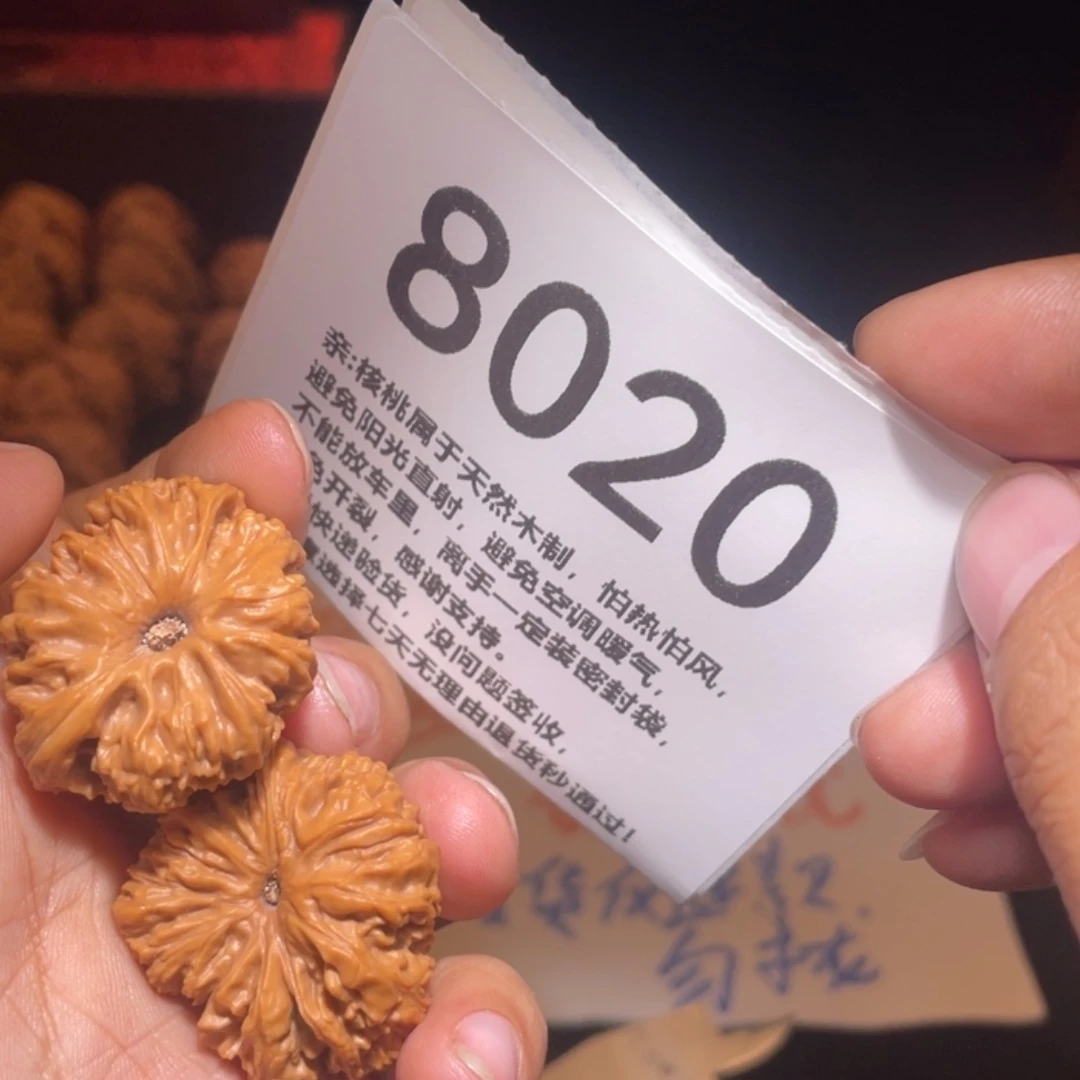 8020
亲:核桃属于天然木制，怕热怕风，
避免阳光直射，避免空调暖气，
不能放车里，离手一定装密封袋，
免开裂，感谢支持。
快递验货，没问题签收，
选择七天无理由退货秒通过!